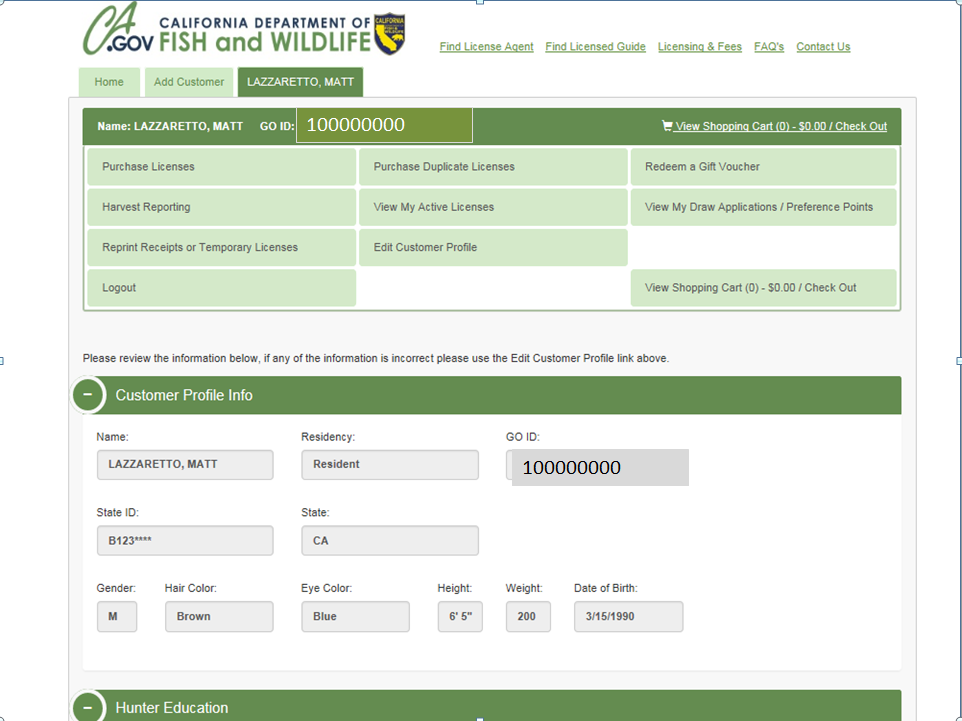 CALIFORNIA DEPARTMENT OF
CA.GOV FISH and WILDLIFE
CALIFORNIA
Find License Agent Find Licensed Guide Licensing & Fees FAQ's Contact Us
Home Add Customer LAZZARETTO, MATT
Name: LAZZARETTO, MATT GO ID: 100000000 View Shopping Cart (0) - $0.00 / Check Out
Purchase Licenses Purchase Duplicate Licenses Redeem a Gift Voucher
Harvest Reporting View My Active Licenses View My Draw Applications / Preference Points
Reprint Receipts or Temporary Licenses Edit Customer Profile
Logout View Shopping Cart (0) - $0.00 / Check Out
Please review the information below, if any of the information is incorrect please use the Edit Customer Profile link above.
Customer Profile Info
Name: Residency: GO ID:
LAZZARETTO, MATT Resident 100000000
State ID: State:
B123**** CA
Gender: Hair Color: Eye Color: Height: Weight: Date of Birth:
M Brown Blue 6' 5" 200 3/15/1990
Hunter Education